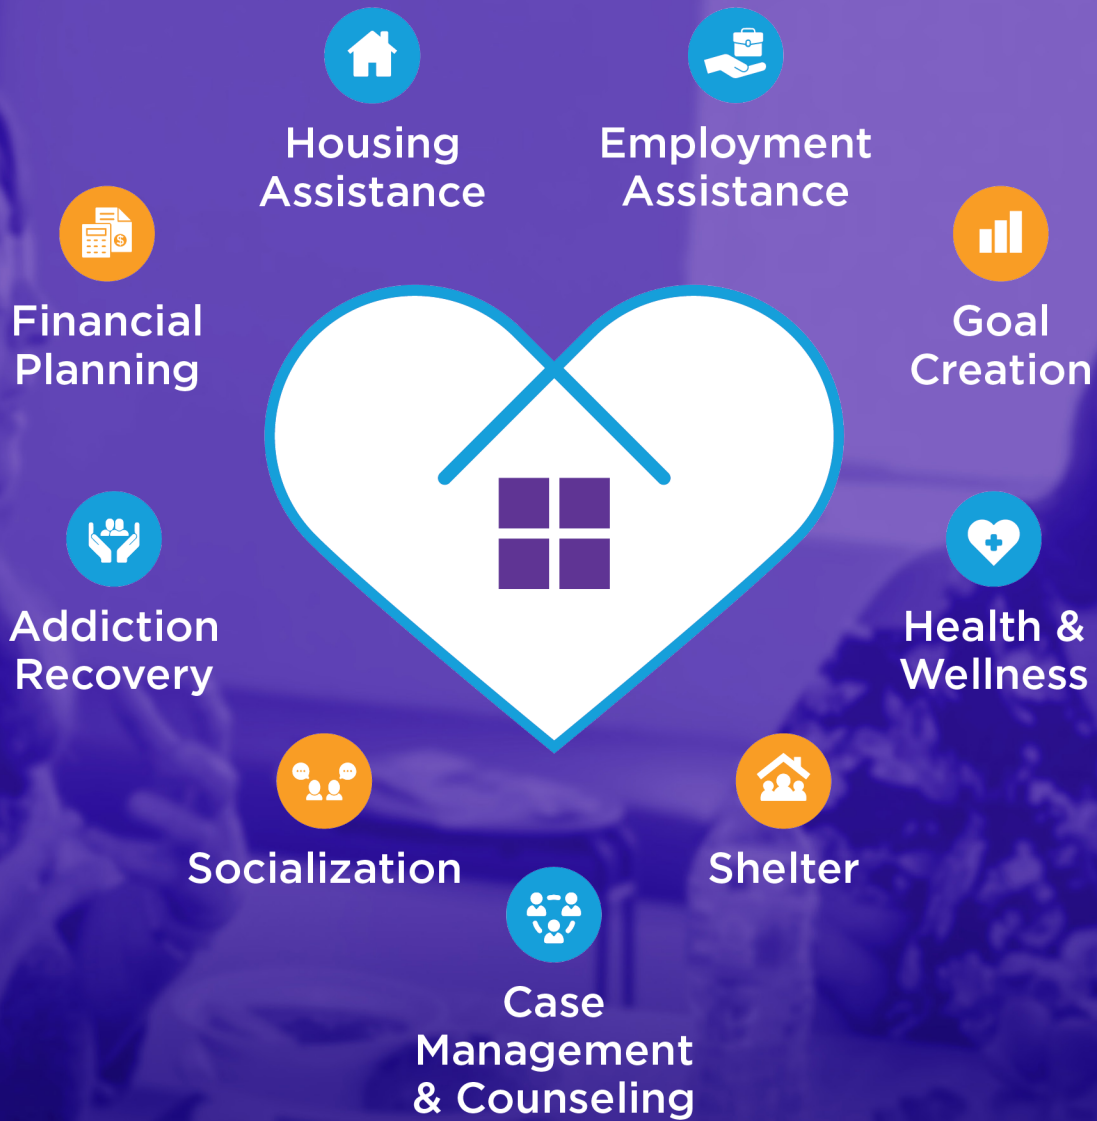 Housing
Assistance
Employment
Assistance
Financial
Planning
Goal
Creation
Addiction
Recovery
Health &
Wellness
Socialization
Shelter
Case
Management
& Counseling